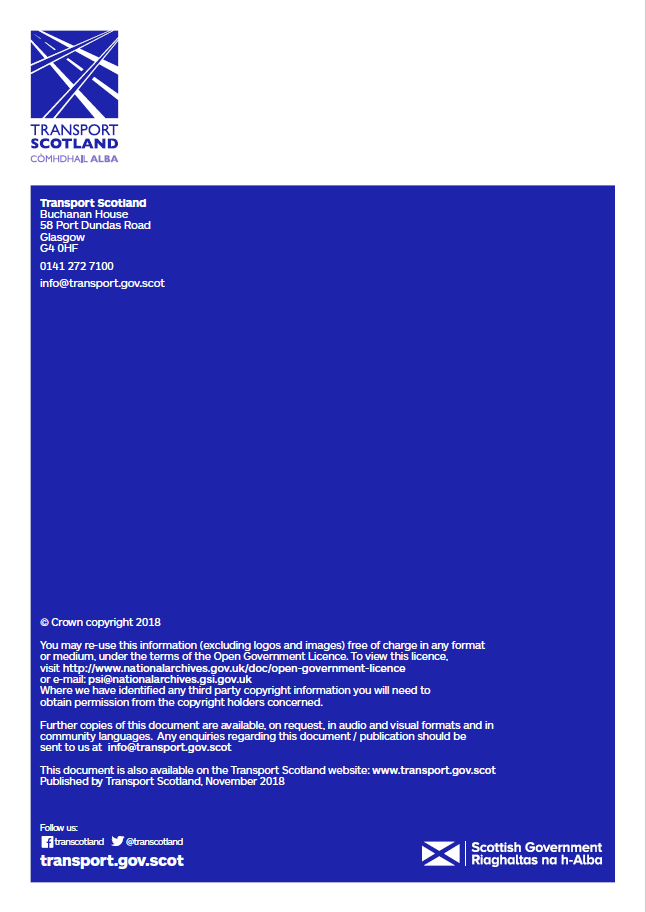 TRANSPORT
SCOTLAND
CÒMHDHAIL ALBA
Transport Scotland
Buchanan House
58 Port Dundas Road
Glasgow
G4 0HF
0141 272 7100
info@transport.gov.scot
© Crown copyright 2018
You may re-use this information (excluding logos and images) free of charge in any format
or medium, under the terms of the Open Government Licence. To view this licence,
visit http://www.nationalarchives.gov.uk/doc/open-government-licence
or e-mail: psi@nationalarchives.gsi.gov.uk
Where we have identified any third party copyright information you will need to
obtain permission from the copyright holders concerned.
Further copies of this document are available, on request, in audio and visual formats and in
community languages. Any enquiries regarding this document / publication should be
sent to us at info@transport.gov.scot
This document is also available on the Transport Scotland website: www.transport.gov.scot
Published by Transport Scotland, November 2018
Follow us:
transcotland @transcotland
transport.gov.scot
Scottish Government
Riaghaltas na h-Alba